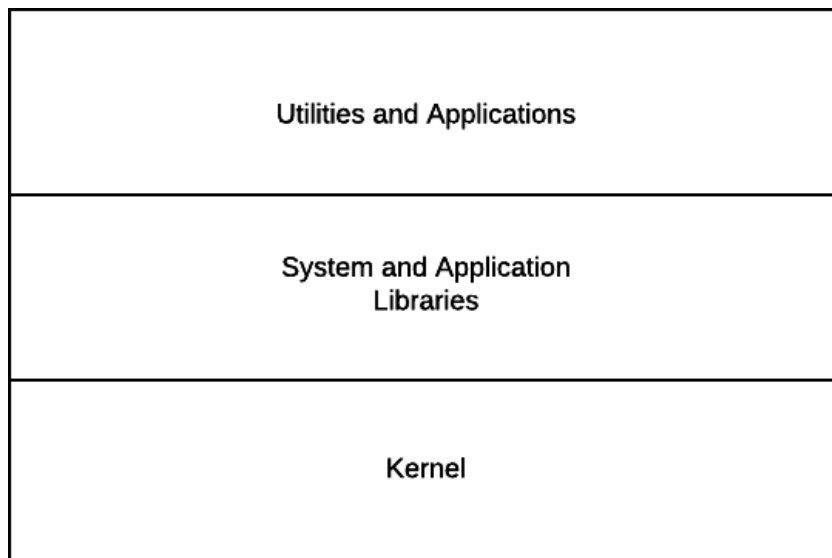 Utilities and Applications
System and Application
Libraries
Kernel